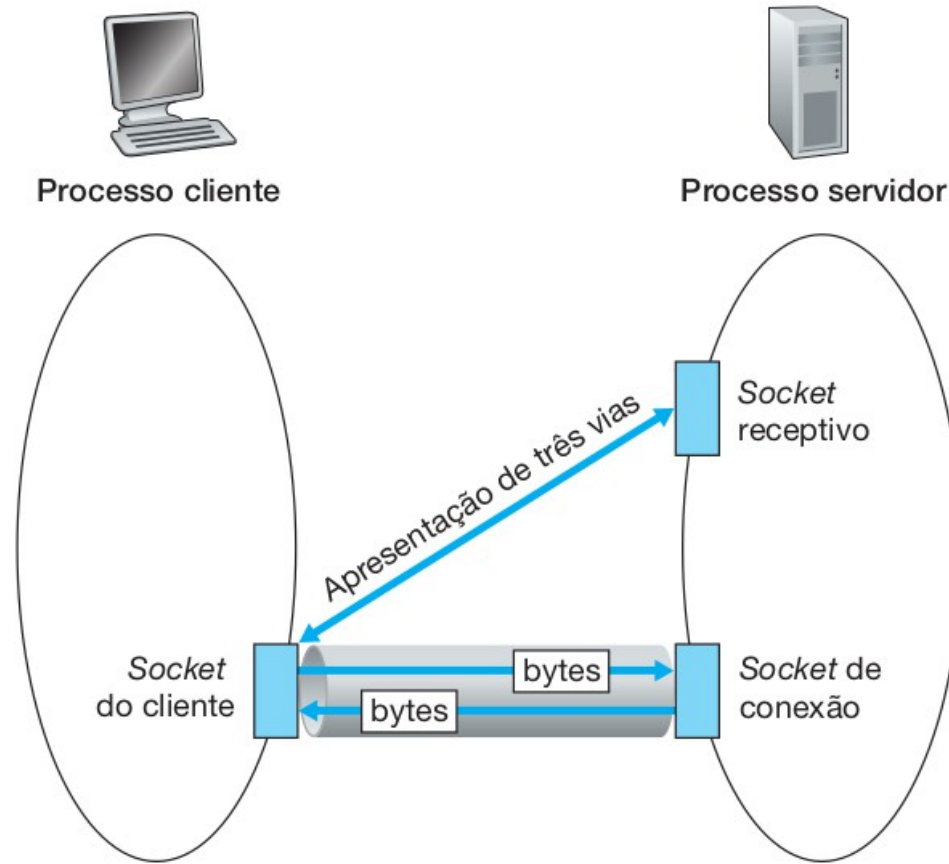 Processo cliente
Processo servidor
Socket
receptivo
Apresentação de três vias
Socket
do cliente
bytes
bytes
Socket de
conexão